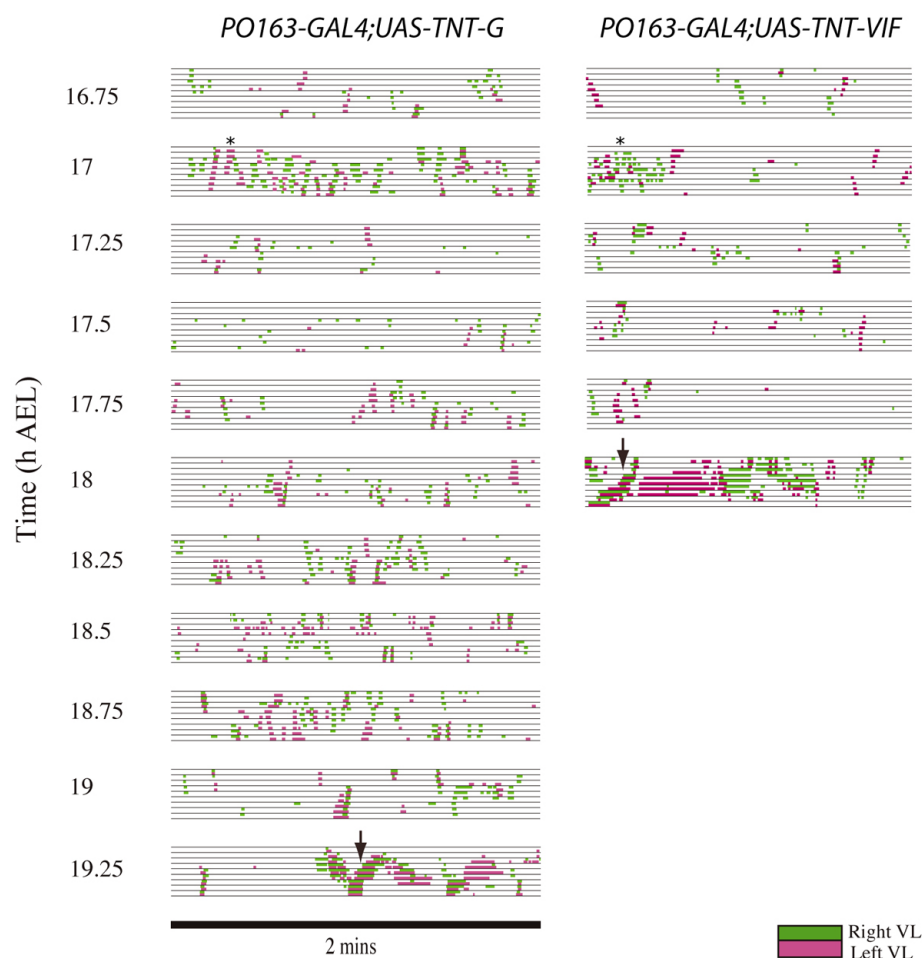 PO163-GAL4;UAS-TNT-G
PO163-GAL4;UAS-TNT-VIF
Time (h AEL)
16.75
*
*
17
17.25
17.5
17.75
18
18.25
18.5
18.75
19
19.25
2 mins
Right VL
Left VL